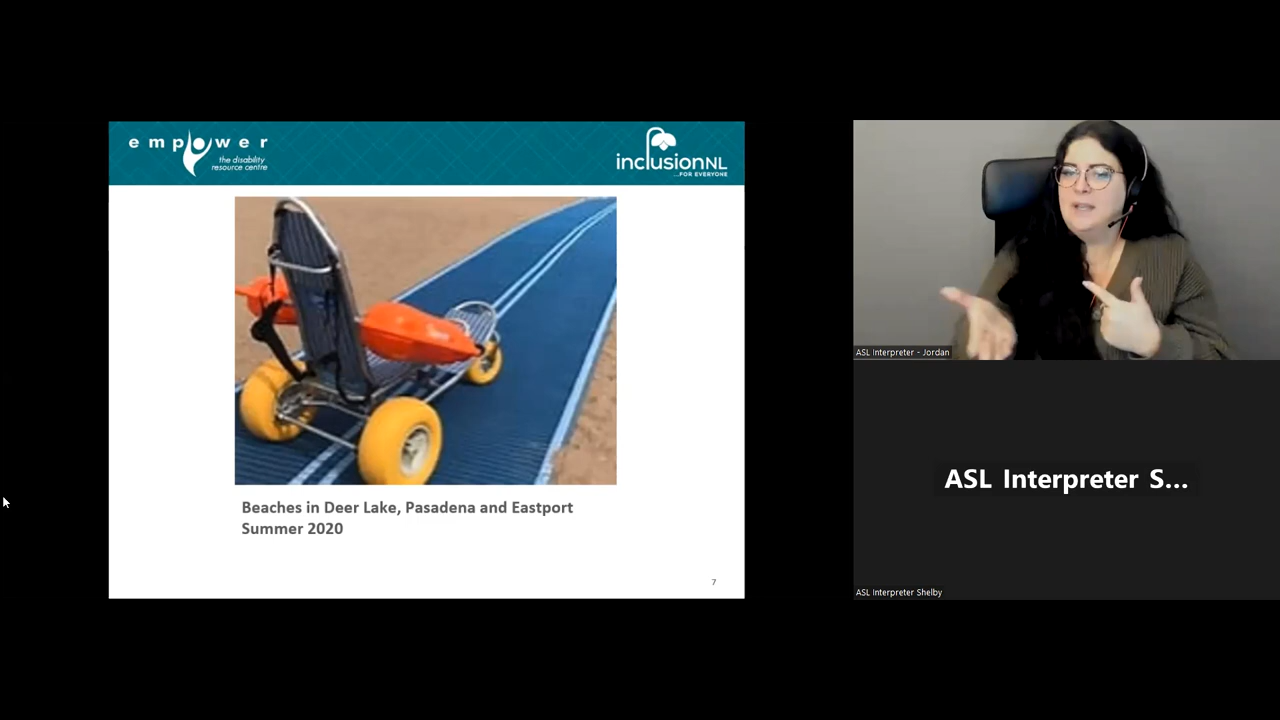 empower
the disability
resource centre
inclusionNL
...FOR EVERYONE
Beaches in Deer Lake, Pasadena and Eastport
Summer 2020
7
ASL Interpreter - Jordan
ASL Interpreter S...
ASL Interpreter Shelby